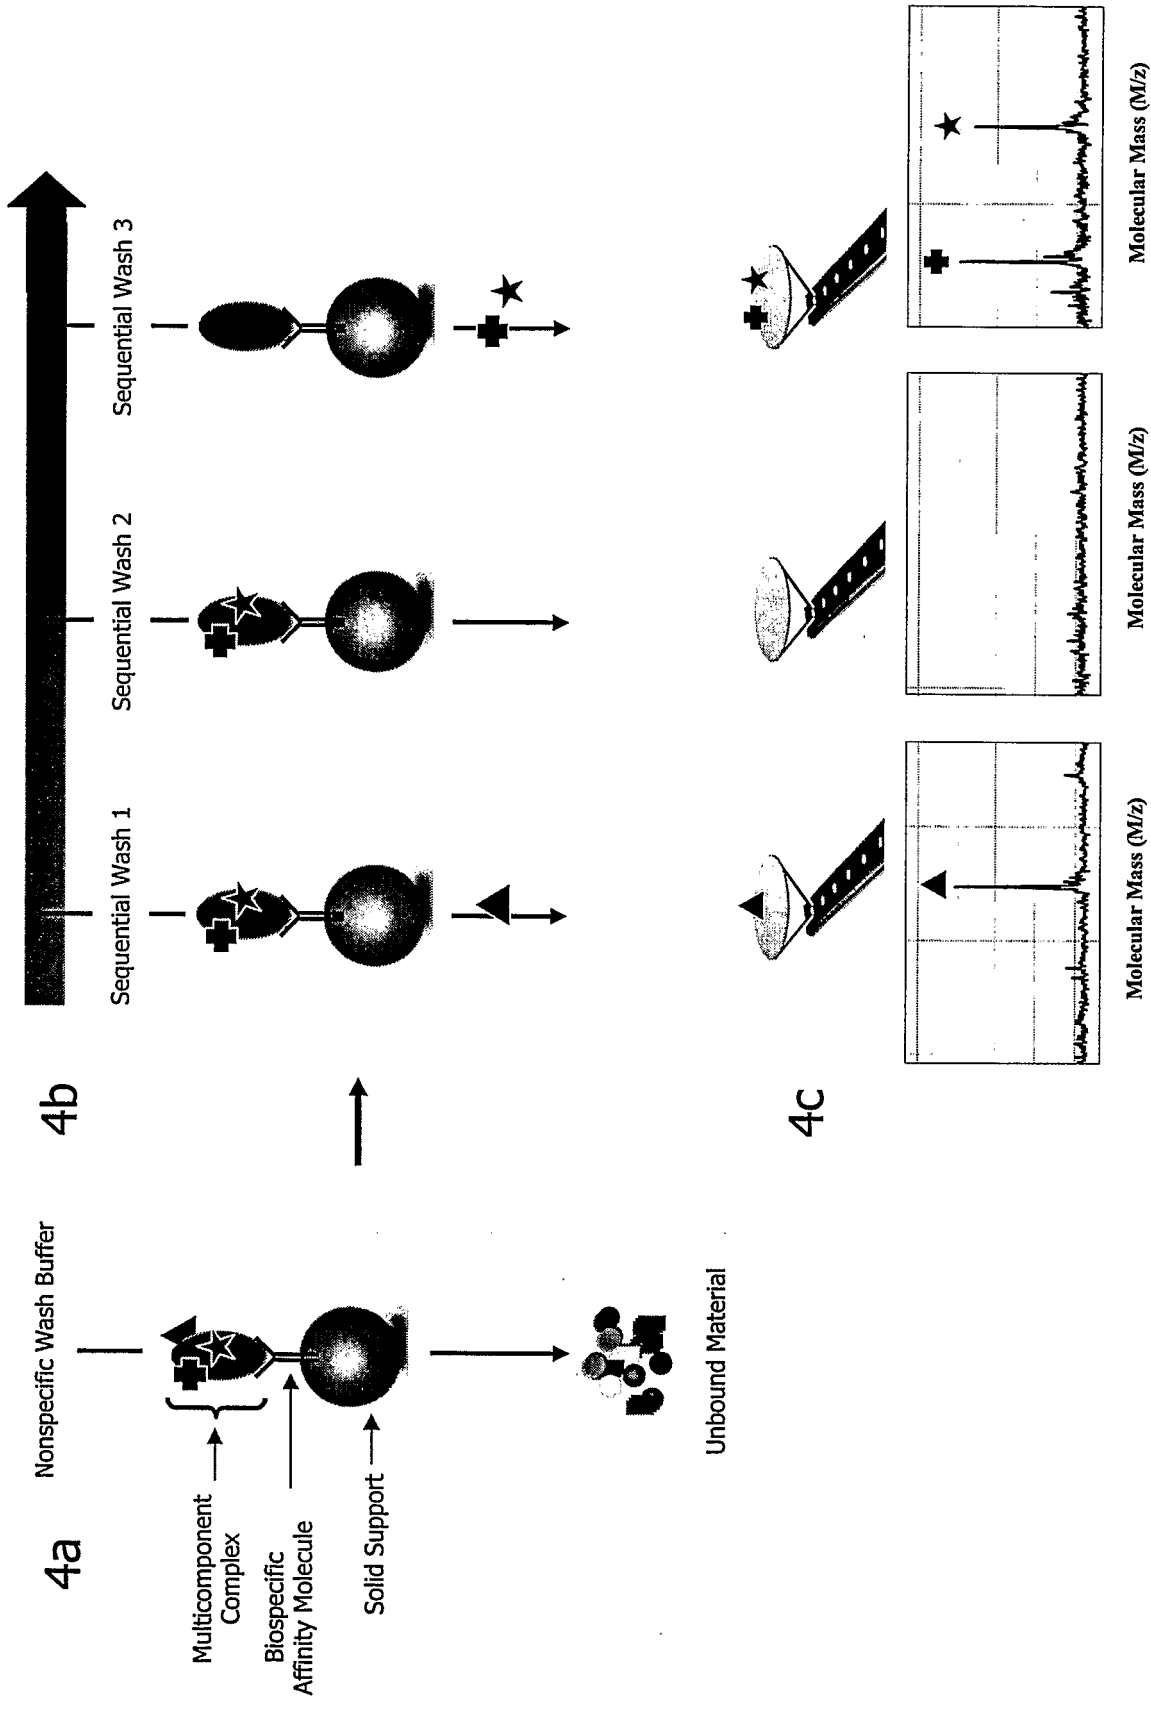 4a
Nonspecific Wash Buffer
Multicomponent
Complex
Biospecific
Affinity Molecule
Solid Support
Unbound Material
4b
Sequential Wash 1
Sequential Wash 2
Sequential Wash 3
4c
Molecular Mass (M/z)
Molecular Mass (M/z)
Molecular Mass (M/z)